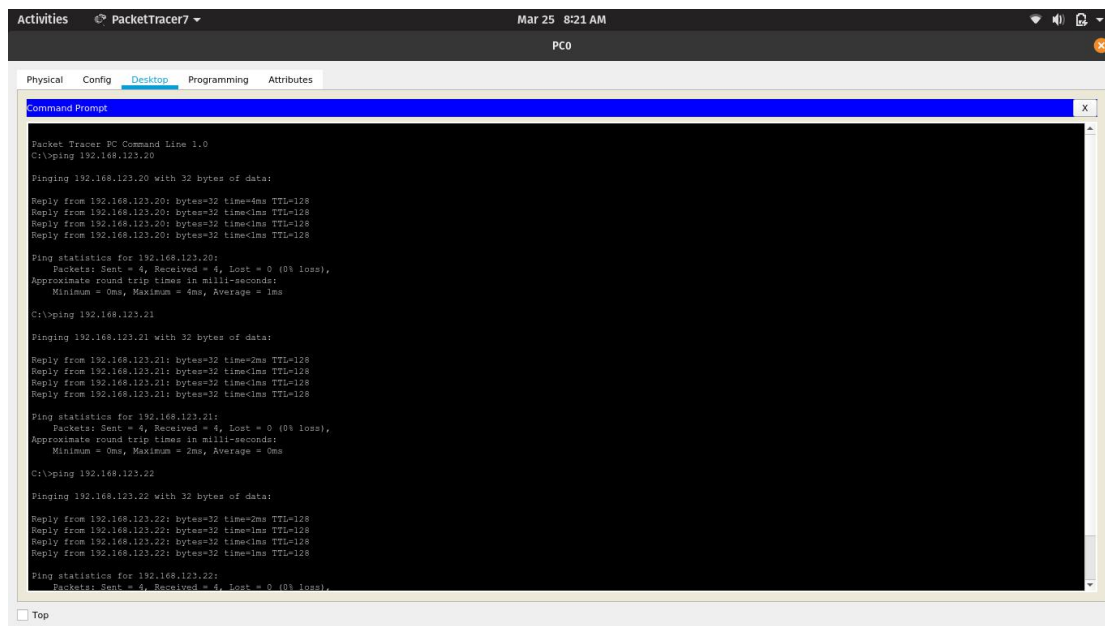 Activities PacketTracer7 Mar 25 8:21 AM
PC0
Physical Config Desktop Programming Attributes
Command Prompt X
Packet Tracer PC Command Line 1.0
C:\>ping 192.168.123.20
Pinging 192.168.123.20 with 32 bytes of data:
Reply from 192.168.123.20: bytes=32 time=4ms TTL=128
Reply from 192.168.123.20: bytes=32 time<1ms TTL=128
Reply from 192.168.123.20: bytes=32 time<1ms TTL=128
Reply from 192.168.123.20: bytes=32 time<1ms TTL=128
Ping statistics for 192.168.123.20:
Packets: Sent = 4, Received = 4, Lost = 0 (0% loss),
Approximate round trip times in milli-seconds:
Minimum = 0ms, Maximum = 4ms, Average = 1ms
C:\>ping 192.168.123.21
Pinging 192.168.123.21 with 32 bytes of data:
Reply from 192.168.123.21: bytes=32 time=2ms TTL=128
Reply from 192.168.123.21: bytes=32 time<1ms TTL=128
Reply from 192.168.123.21: bytes=32 time<1ms TTL=128
Reply from 192.168.123.21: bytes=32 time<1ms TTL=128
Ping statistics for 192.168.123.21:
Packets: Sent = 4, Received = 4, Lost = 0 (0% loss),
Approximate round trip times in milli-seconds:
Minimum = 0ms, Maximum = 2ms, Average = 0ms
C:\>ping 192.168.123.22
Pinging 192.168.123.22 with 32 bytes of data:
Reply from 192.168.123.22: bytes=32 time=2ms TTL=128
Reply from 192.168.123.22: bytes=32 time=1ms TTL=128
Reply from 192.168.123.22: bytes=32 time<1ms TTL=128
Reply from 192.168.123.22: bytes=32 time=1ms TTL=128
Ping statistics for 192.168.123.22:
Packets: Sent = 4, Received = 4, Lost = 0 (0% loss),
Top